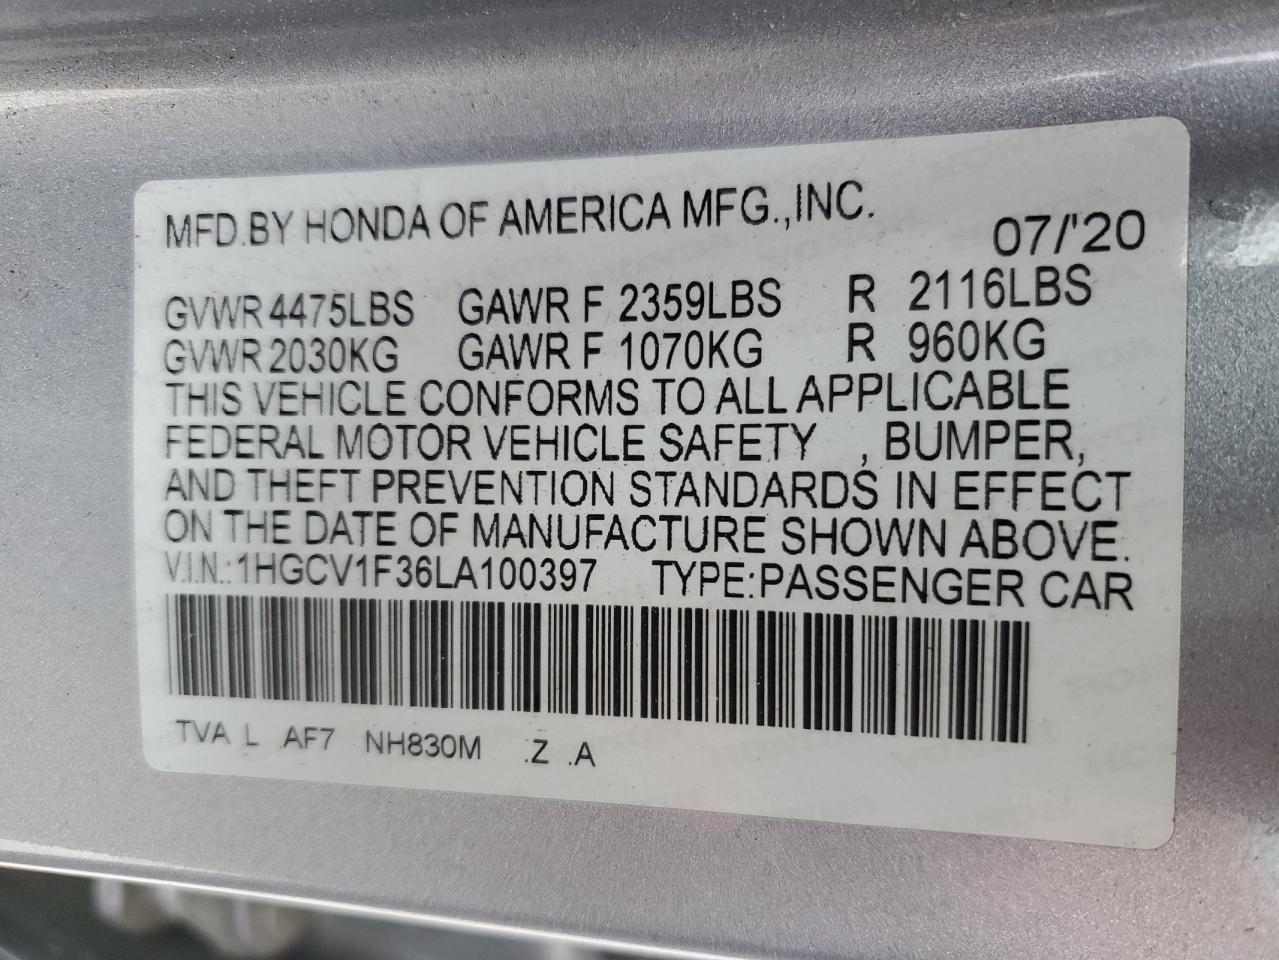 MFD.BY HONDA OF AMERICA MFG.,INC. 07/'20
GVWR 4475LBS GAWR F 2359LBS R 2116LBS
GVWR 2030KG GAWR F 1070KG R 960KG
THIS VEHICLE CONFORMS TO ALL APPLICABLE
FEDERAL MOTOR VEHICLE SAFETY , BUMPER,
AND THEFT PREVENTION STANDARDS IN EFFECT
ON THE DATE OF MANUFACTURE SHOWN ABOVE.
V.I.N.:1HGCV1F36LA100397 TYPE:PASSENGER CAR
TVA L AF7 NH830M .Z .A